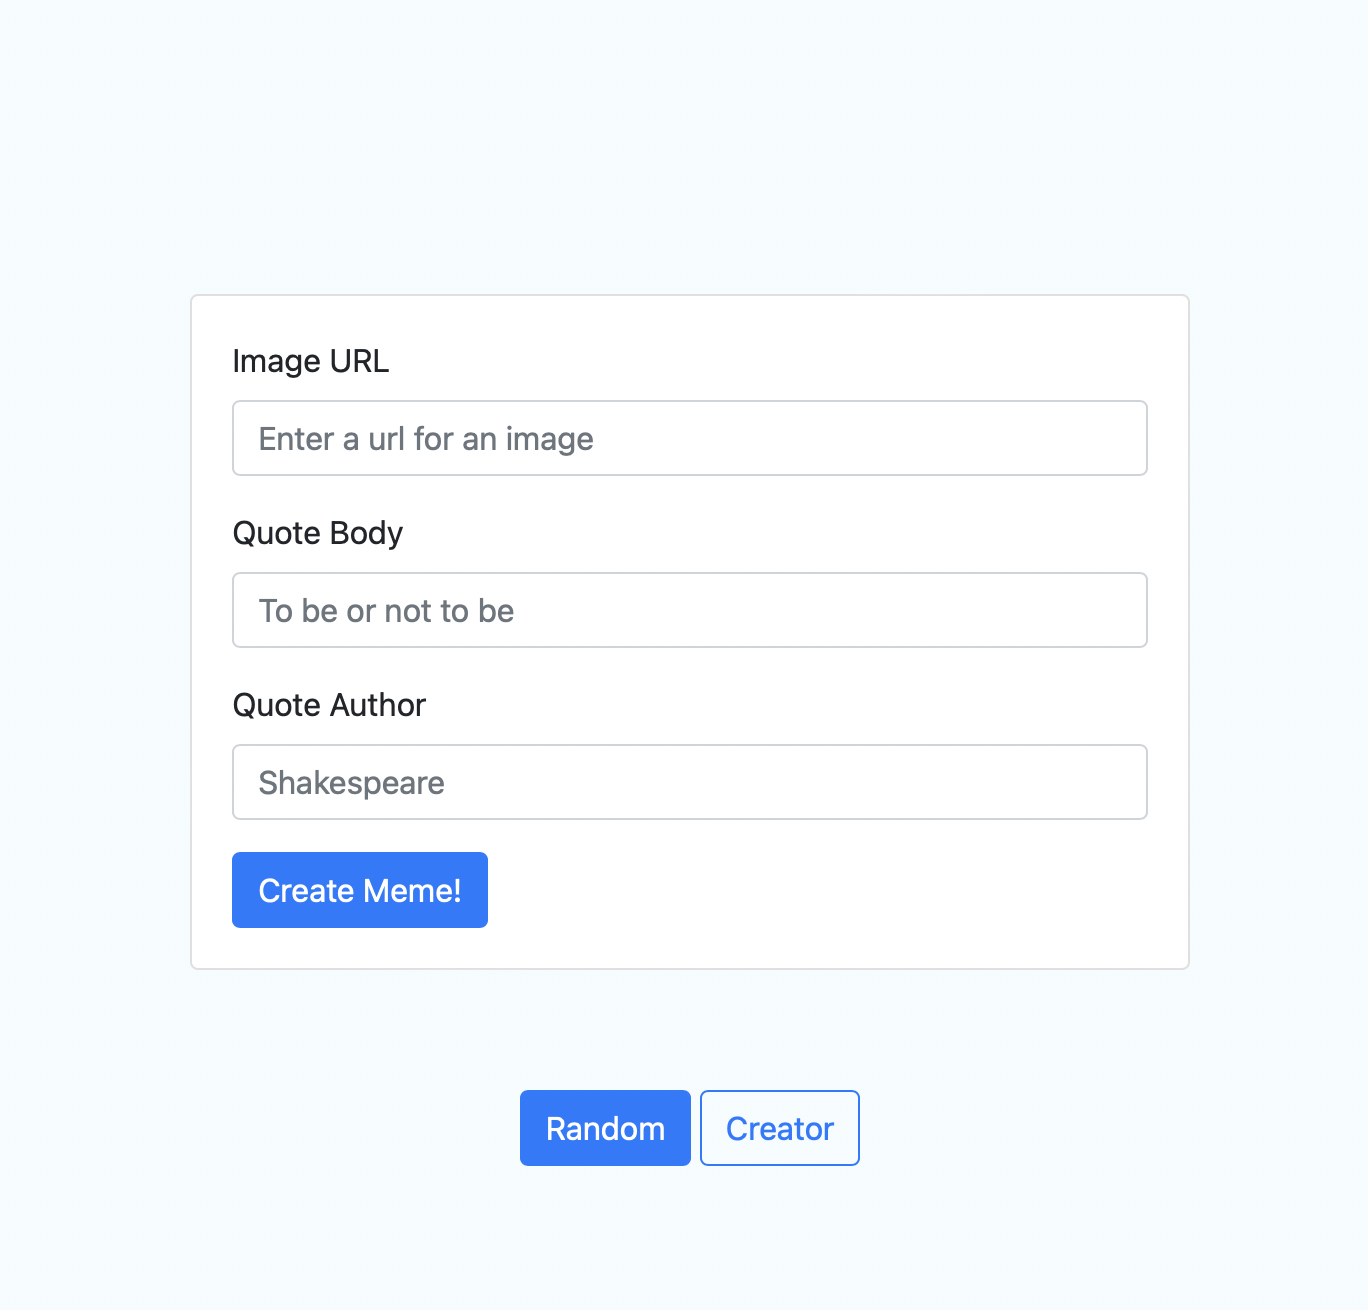 Image URL
Enter a url for an image
Quote Body
To be or not to be
Quote Author
Shakespeare
Create Meme!
Random Creator